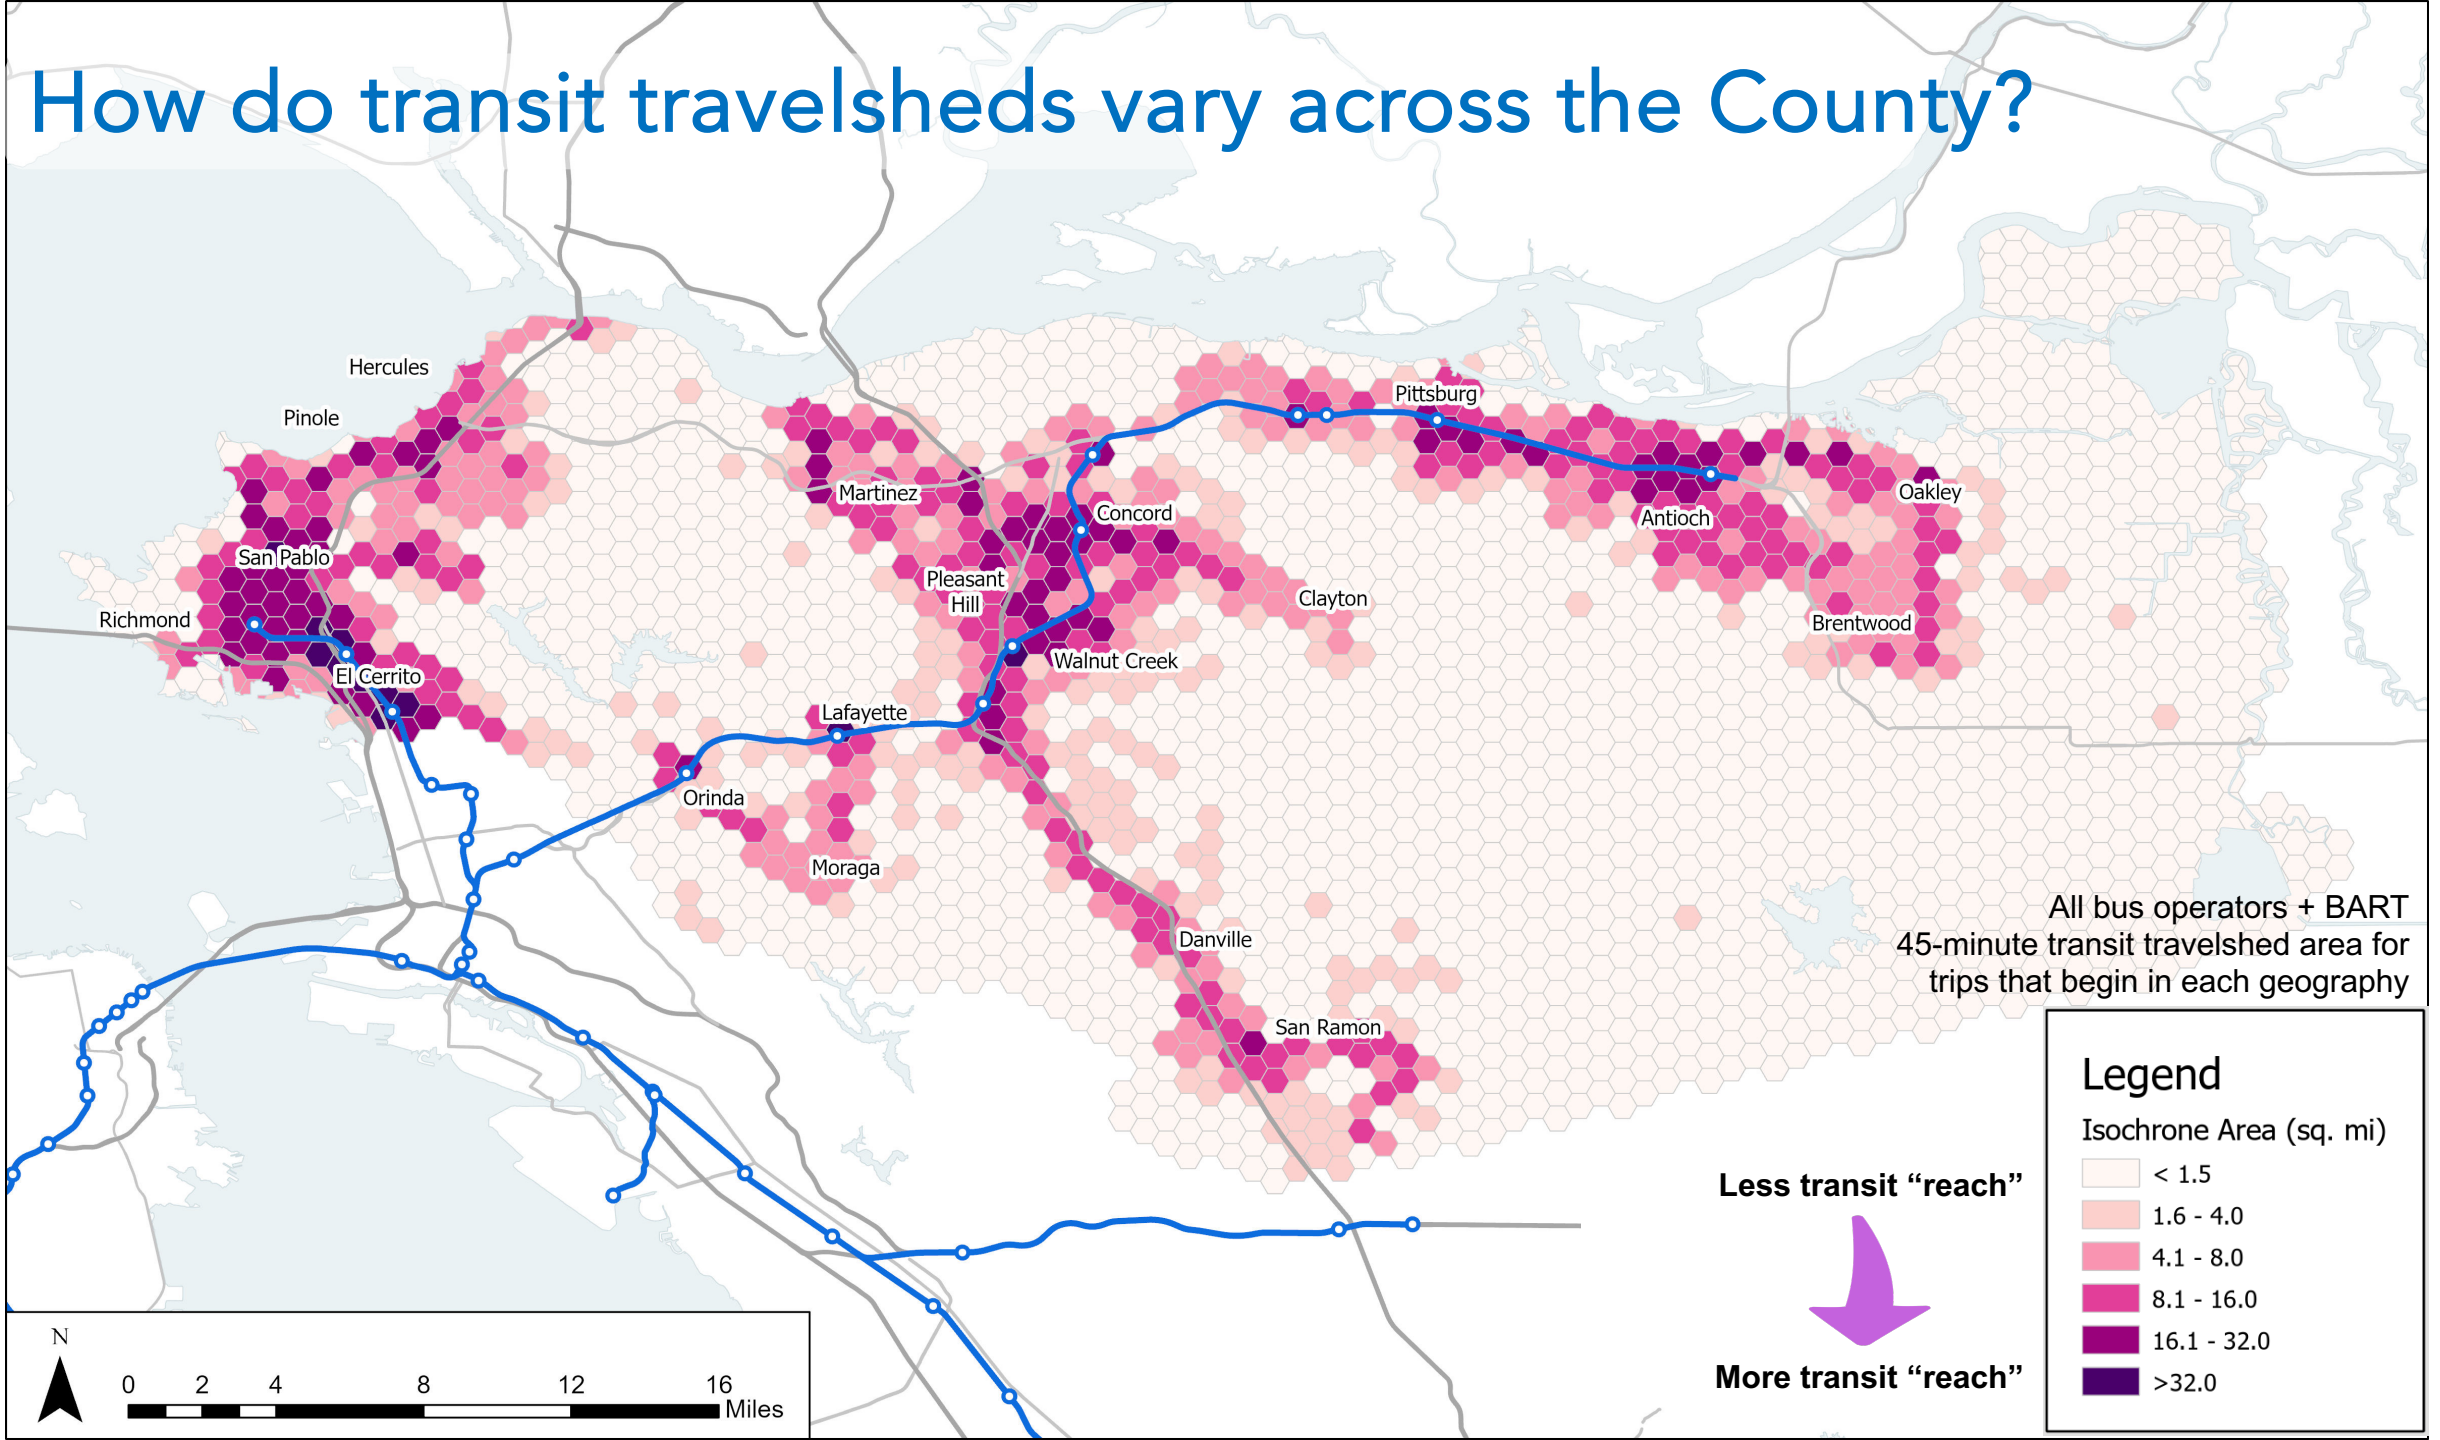 How do transit travelsheds vary across the County?
Hercules
Pinole
Pittsburg
Martinez
Oakley
Concord
Antioch
San Pablo
Pleasant
Hill
Clayton
Richmond
Brentwood
Walnut Creek
El Cerrito
Lafayette
Orinda
Moraga
Danville
San Ramon
All bus operators + BART
45-minute transit travelshed area for
trips that begin in each geography
Legend
Isochrone Area (sq. mi)
< 1.5
1.6 - 4.0
4.1 - 8.0
8.1 - 16.0
16.1 - 32.0
>32.0
Less transit “reach”
More transit “reach”
N
0 2 4 8 12 16
Miles